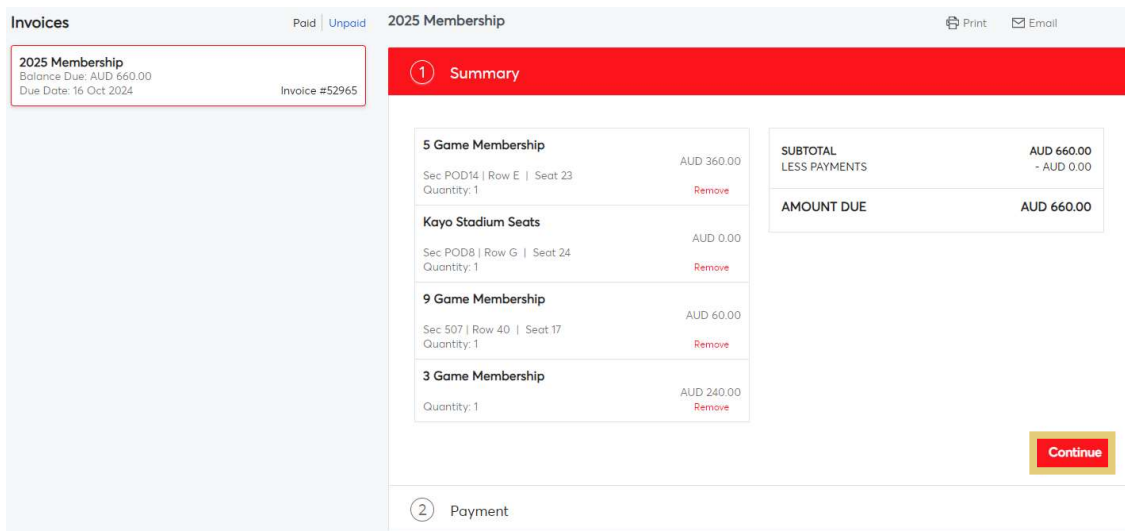 Invoices
Paid | Unpaid
2025 Membership
Balance Due: AUD 660.00
Due Date: 16 Oct 2024
Invoice #52965
2025 Membership
Print
Email
1 Summary
5 Game Membership
AUD 360.00
Sec POD14 | Row E | Seat 23
Quantity: 1
Remove
Kayo Stadium Seats
AUD 0.00
Sec POD8 | Row G | Seat 24
Quantity: 1
Remove
9 Game Membership
AUD 60.00
Sec 507 | Row 40 | Seat 17
Quantity: 1
Remove
3 Game Membership
AUD 240.00
Quantity: 1
Remove
SUBTOTAL AUD 660.00
LESS PAYMENTS - AUD 0.00
AMOUNT DUE AUD 660.00
Continue
2 Payment